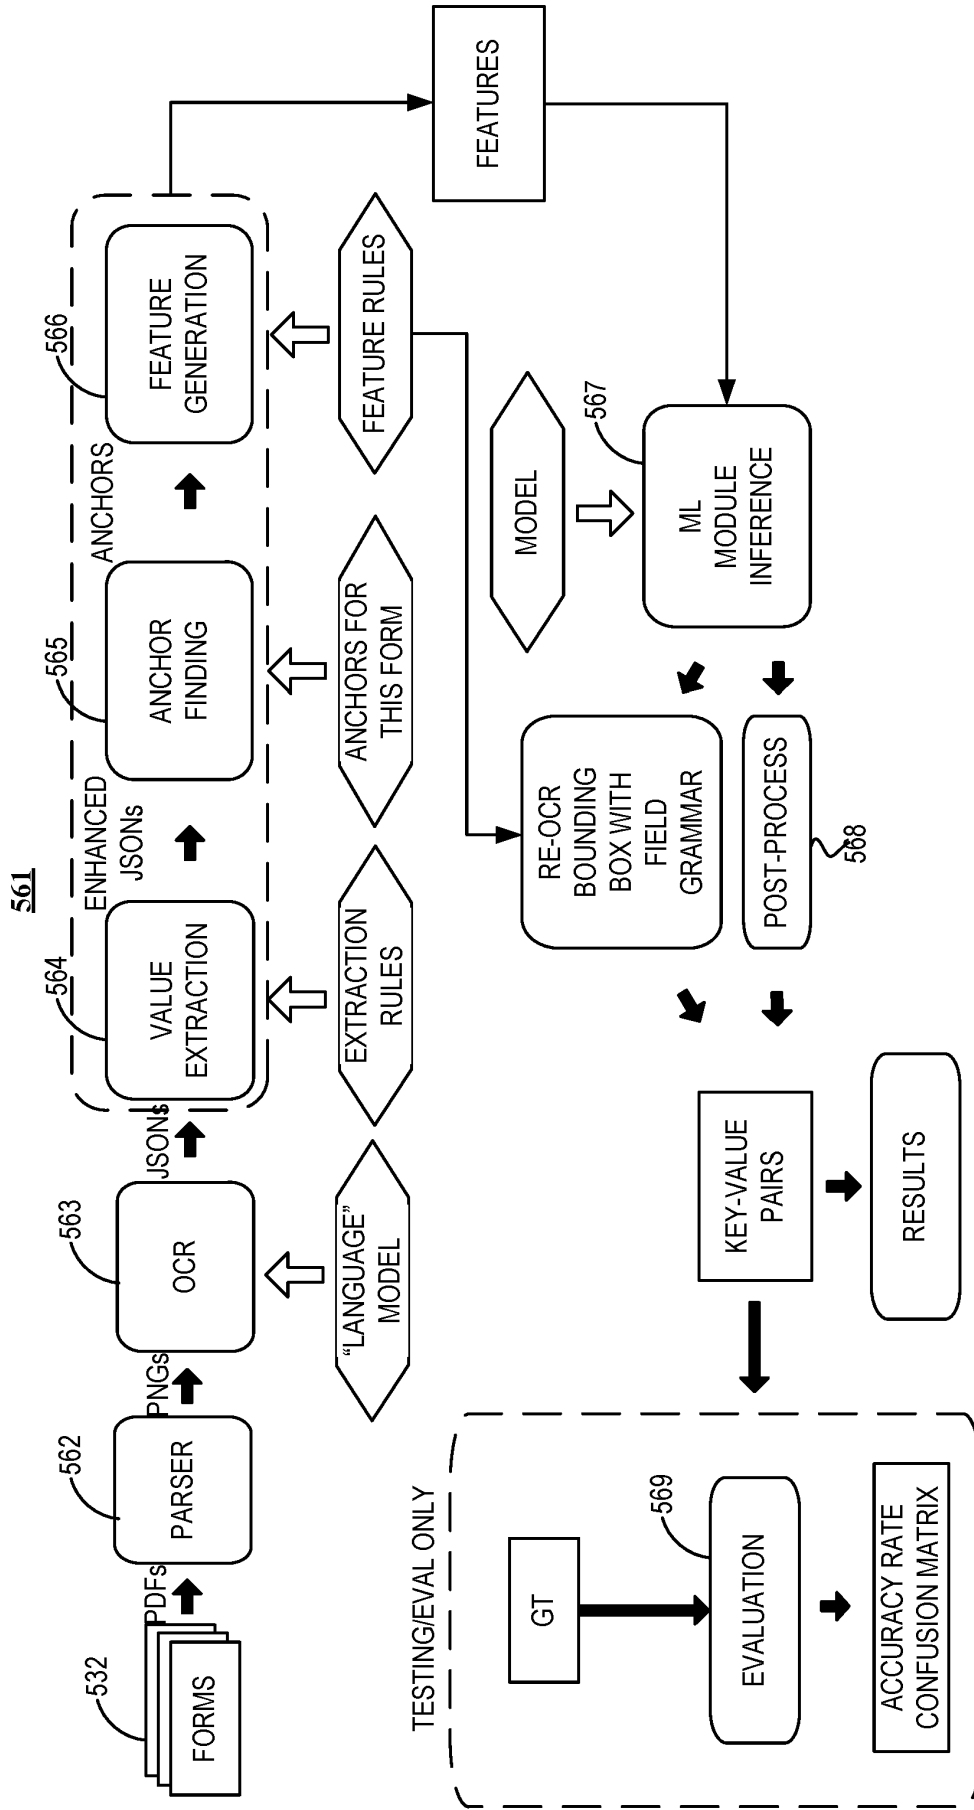 561
532
562
563
564
565
566
FORMS
PDFs
PARSER
PNGs
OCR
JSONs
VALUE
EXTRACTION
ENHANCED
JSONs
ANCHOR
FINDING
ANCHORS
FEATURE
GENERATION
"LANGUAGE"
MODEL
EXTRACTION
RULES
ANCHORS FOR
THIS FORM
FEATURE RULES
FEATURES
MODEL
567
ML
MODULE
INFERENCE
RE-OCR
BOUNDING
BOX WITH
FIELD
GRAMMAR
POST-PROCESS
568
KEY-VALUE
PAIRS
RESULTS
TESTING/EVAL ONLY
GT
569
EVALUATION
ACCURACY RATE
CONFUSION MATRIX